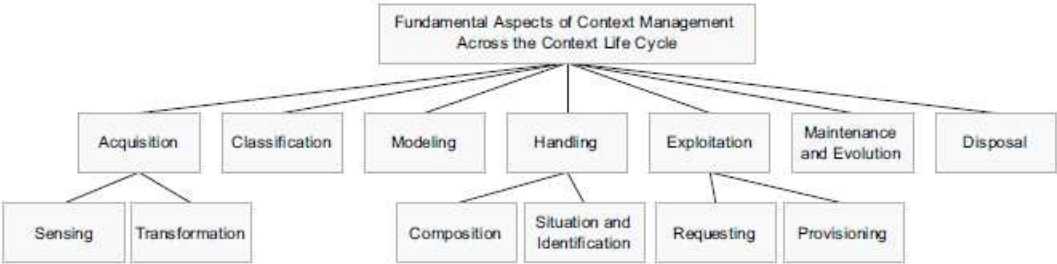 Fundamental Aspects of Context Management
Across the Context Life Cycle
Acquisition
Classification
Modeling
Handling
Exploitation
Maintenance
and Evolution
Disposal
Sensing
Transformation
Composition
Situation and
Identification
Requesting
Provisioning